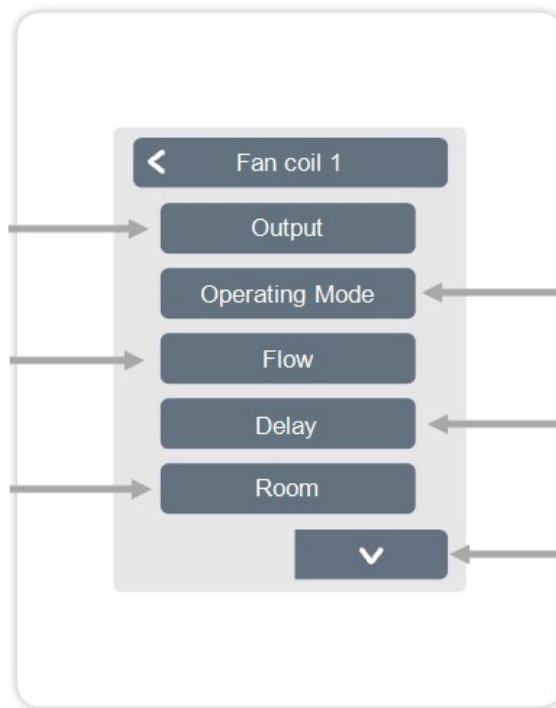 Fan coil 1
Output
Operating Mode
Flow
Delay
Room